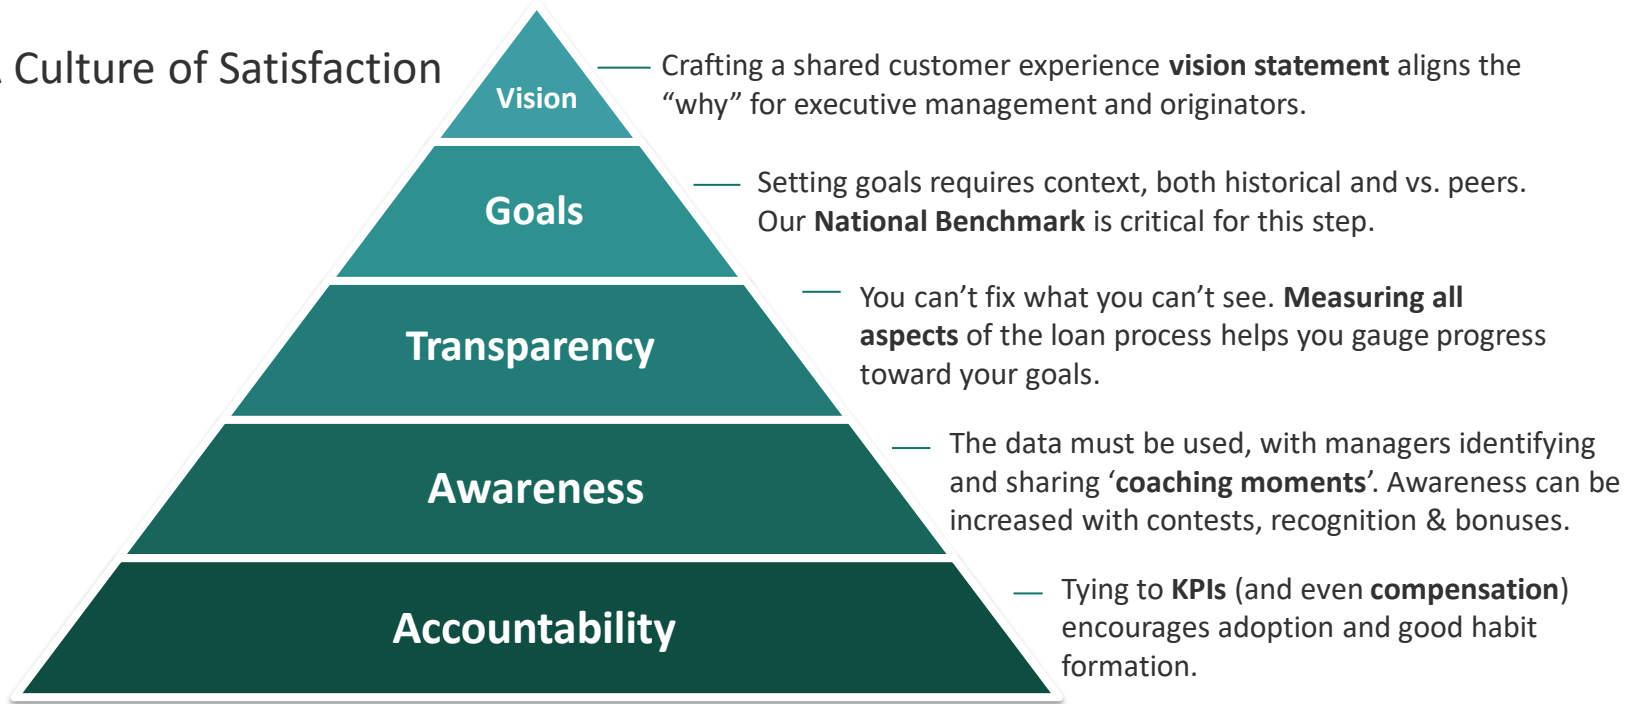 A Culture of Satisfaction
Vision
Crafting a shared customer experience vision statement aligns the
“why” for executive management and originators.
Goals
Setting goals requires context, both historical and vs. peers.
Our National Benchmark is critical for this step.
Transparency
You can’t fix what you can’t see. Measuring all
aspects of the loan process helps you gauge progress
toward your goals.
Awareness
The data must be used, with managers identifying
and sharing ‘coaching moments’. Awareness can be
increased with contests, recognition & bonuses.
Accountability
Tying to KPIs (and even compensation)
encourages adoption and good habit
formation.